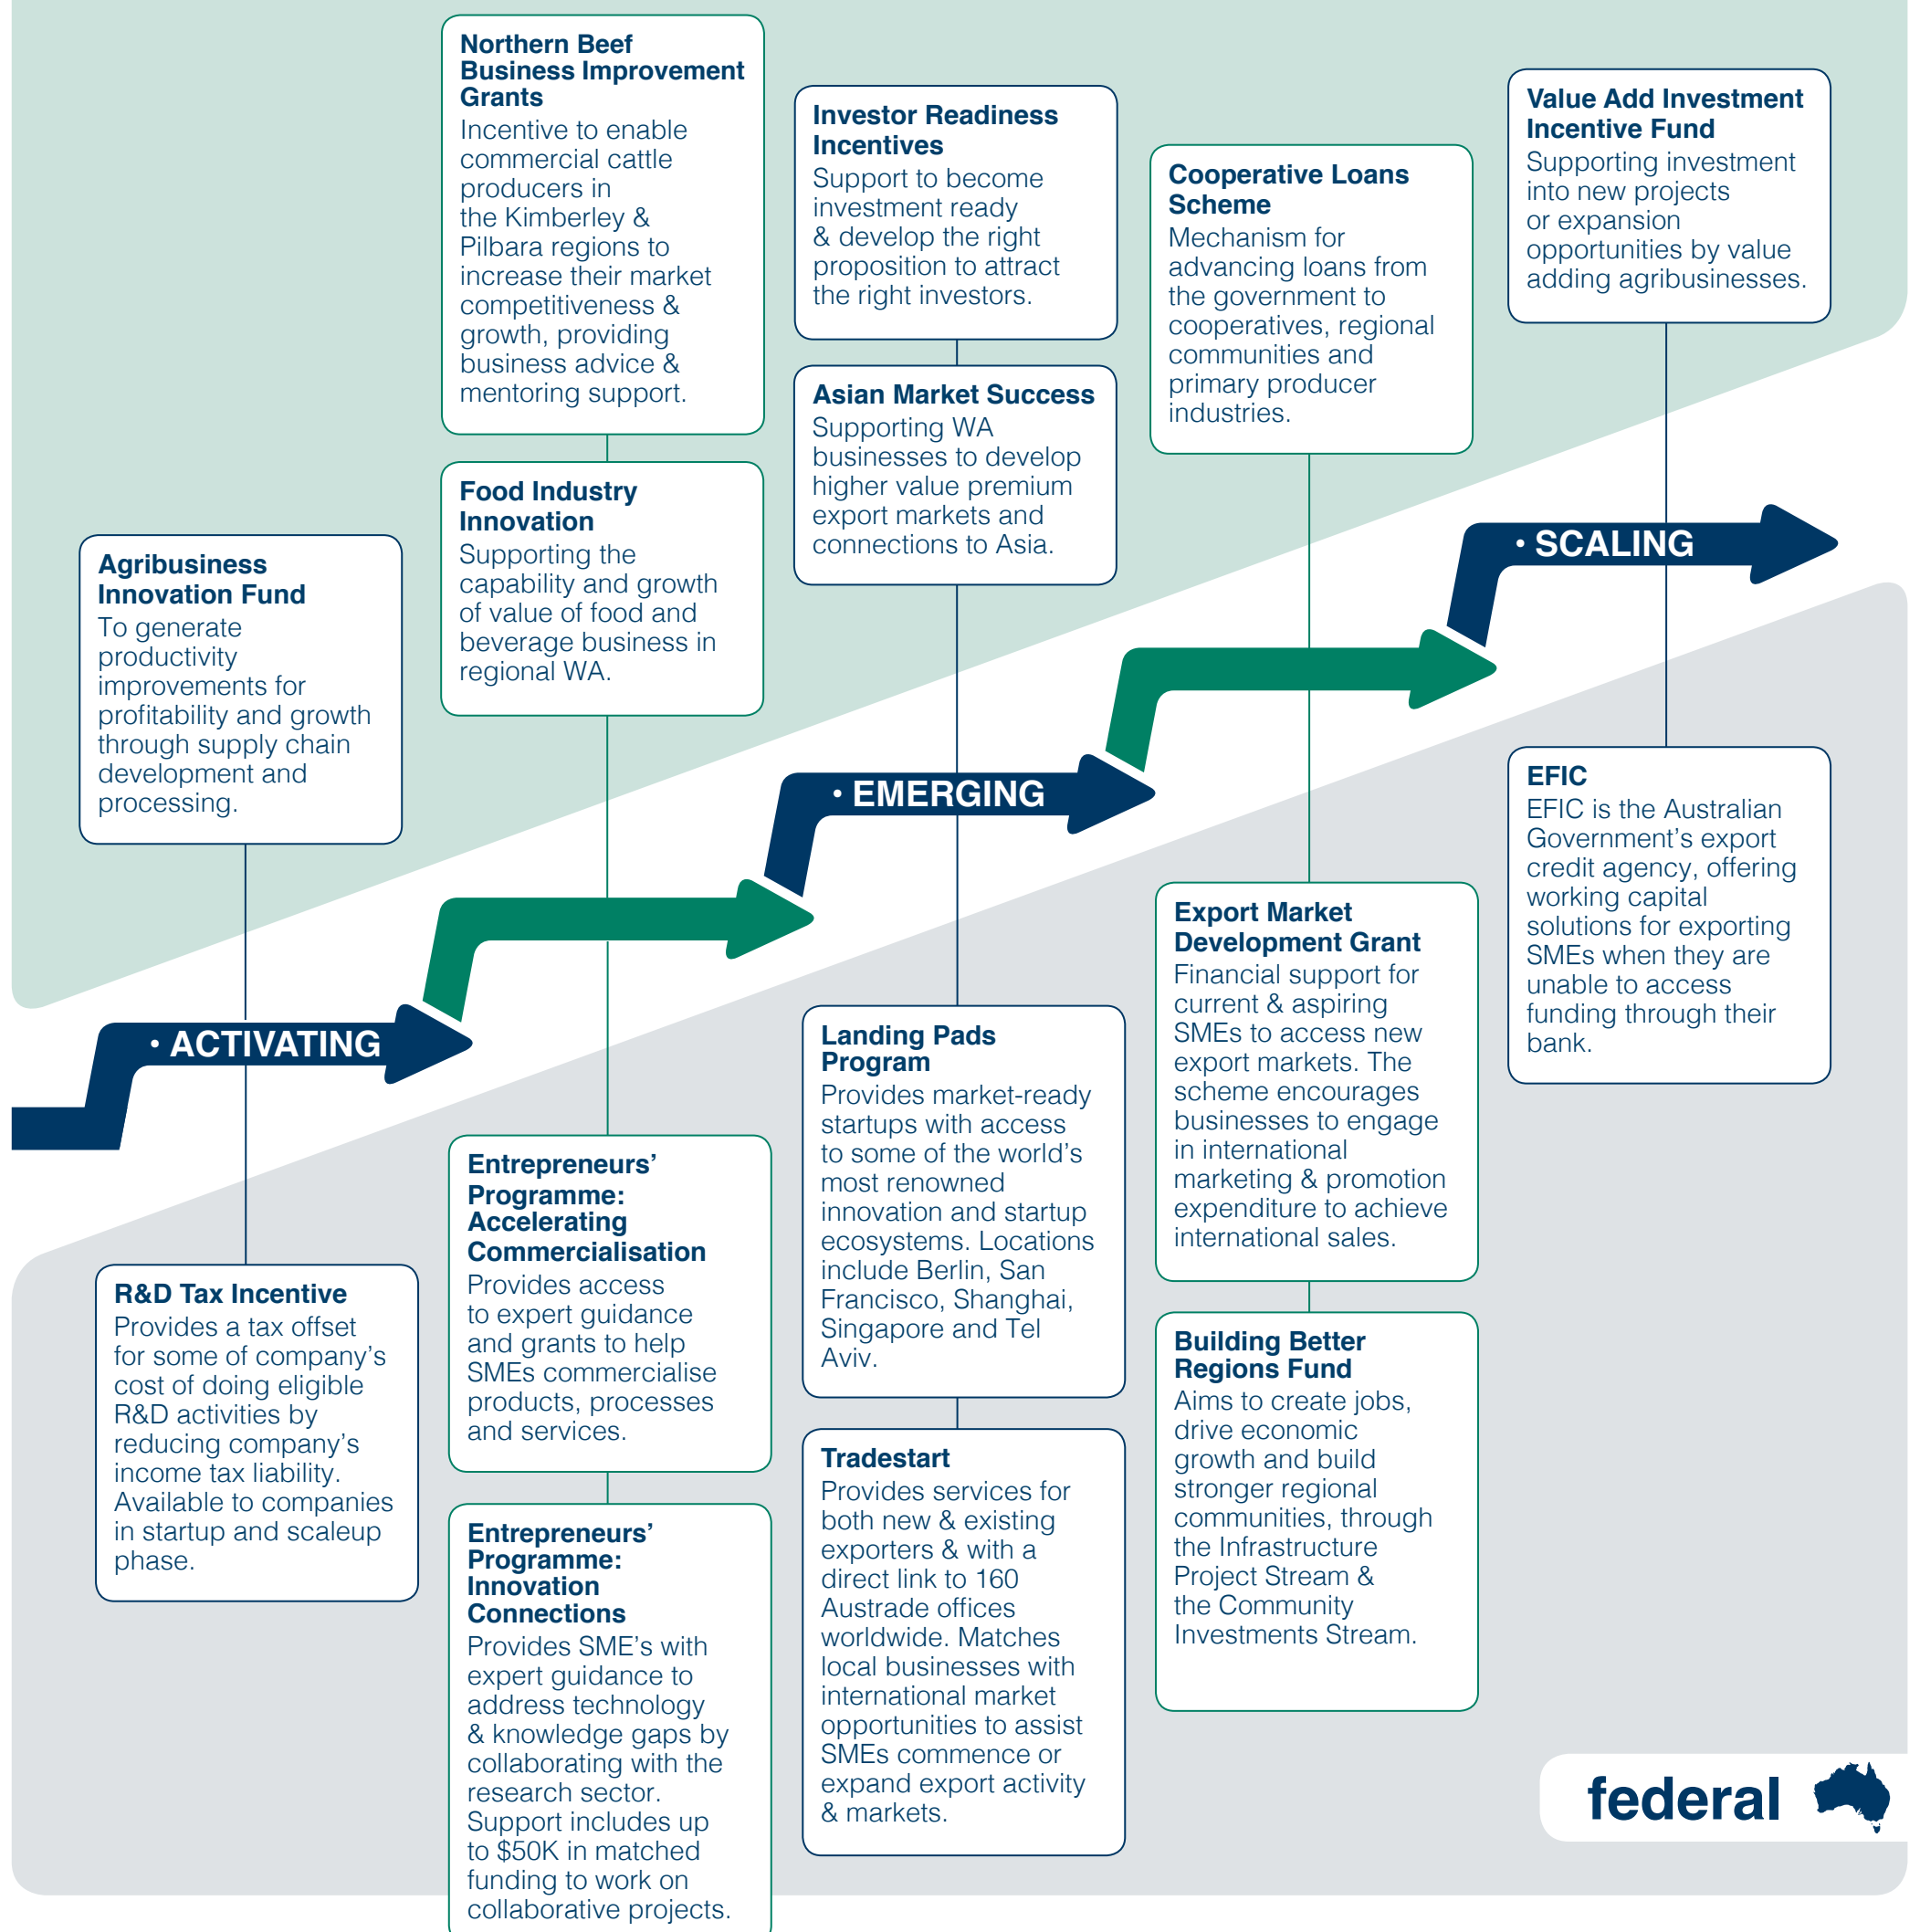 Northern Beef
Business Improvement
Grants
Incentive to enable
commercial cattle
producers in
the Kimberley &
Pilbara regions to
increase their market
competitiveness &
growth, providing
business advice &
mentoring support.
Investor Readiness
Incentives
Support to become
investment ready
& develop the right
proposition to attract
the right investors.
Cooperative Loans
Scheme
Mechanism for
advancing loans from
the government to
cooperatives, regional
communities and
primary producer
industries.
Value Add Investment
Incentive Fund
Supporting investment
into new projects
or expansion
opportunities by value
adding agribusinesses.
Agribusiness
Innovation Fund
To generate
productivity
improvements for
profitability and growth
through supply chain
development and
processing.
Food Industry
Innovation
Supporting the
capability and growth
of value of food and
beverage business in
regional WA.
Asian Market Success
Supporting WA
businesses to develop
higher value premium
export markets and
connections to Asia.
• ACTIVATING
• EMERGING
• SCALING
R&D Tax Incentive
Provides a tax offset
for some of company’s
cost of doing eligible
R&D activities by
reducing company’s
income tax liability.
Available to companies
in startup and scaleup
phase.
Entrepreneurs’
Programme:
Accelerating
Commercialisation
Provides access
to expert guidance
and grants to help
SMEs commercialise
products, processes
and services.
Entrepreneurs’
Programme:
Innovation
Connections
Provides SME’s with
expert guidance to
address technology
& knowledge gaps by
collaborating with the
research sector.
Support includes up
to $50K in matched
funding to work on
collaborative projects.
Landing Pads
Program
Provides market-ready
startups with access
to some of the world’s
most renowned
innovation and startup
ecosystems. Locations
include Berlin, San
Francisco, Shanghai,
Singapore and Tel
Aviv.
Tradestart
Provides services for
both new & existing
exporters & with a
direct link to 160
Austrade offices
worldwide. Matches
local businesses with
international market
opportunities to assist
SMEs commence or
expand export activity
& markets.
Export Market
Development Grant
Financial support for
current & aspiring
SMEs to access new
export markets. The
scheme encourages
businesses to engage
in international
marketing & promotion
expenditure to achieve
international sales.
Building Better
Regions Fund
Aims to create jobs,
drive economic
growth and build
stronger regional
communities, through
the Infrastructure
Project Stream &
the Community
Investments Stream.
EFIC
EFIC is the Australian
Government’s export
credit agency, offering
working capital
solutions for exporting
SMEs when they are
unable to access
funding through their
bank.
federal